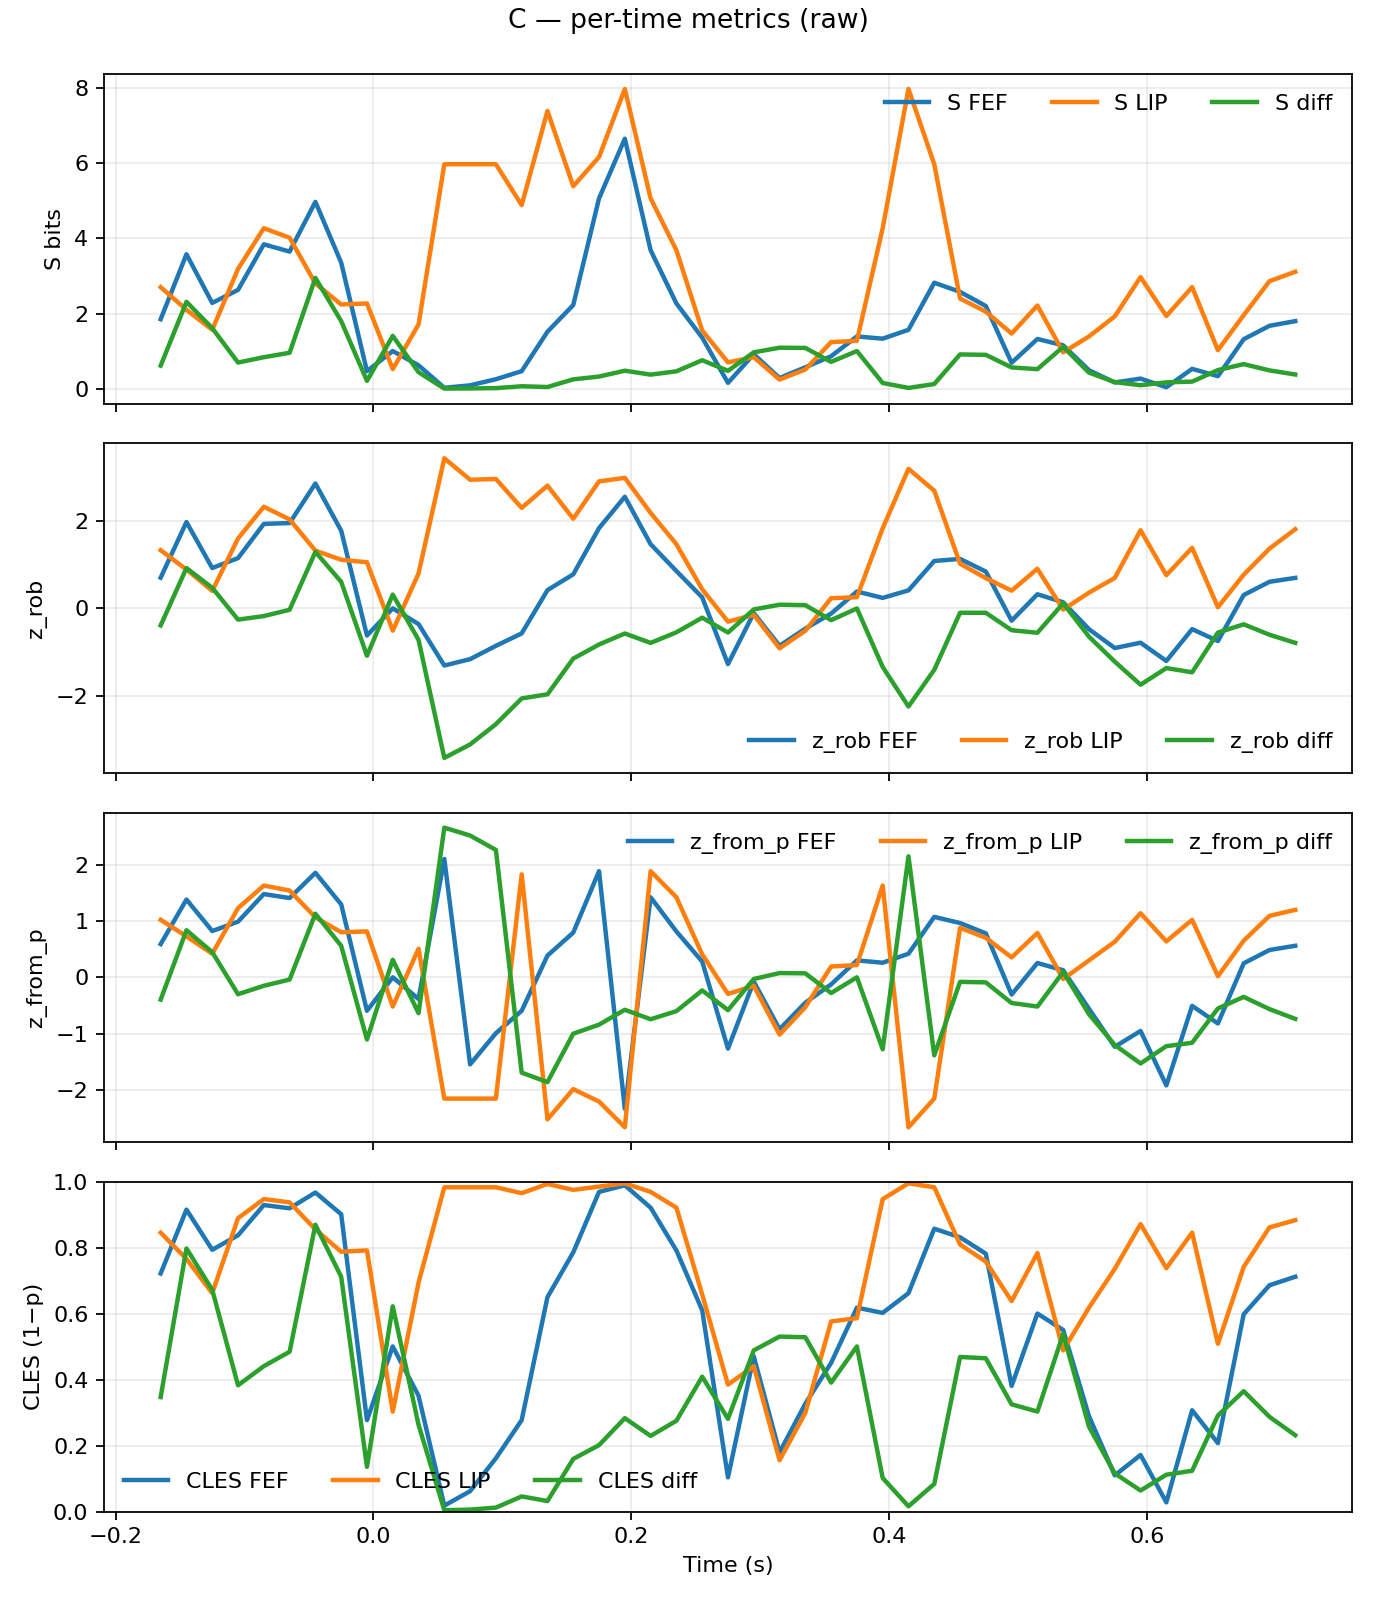 C — per-time metrics (raw)
8
6
4
2
0
S bits
S FEF
S LIP
S diff
2
0
−2
z_rob
z_rob FEF
z_rob LIP
z_rob diff
2
1
0
−1
−2
z_from_p
z_from_p FEF
z_from_p LIP
z_from_p diff
1.0
0.8
0.6
0.4
0.2
0.0
CLES (1−p)
CLES FEF
CLES LIP
CLES diff
−0.2
0.0
0.2
0.4
0.6
Time (s)